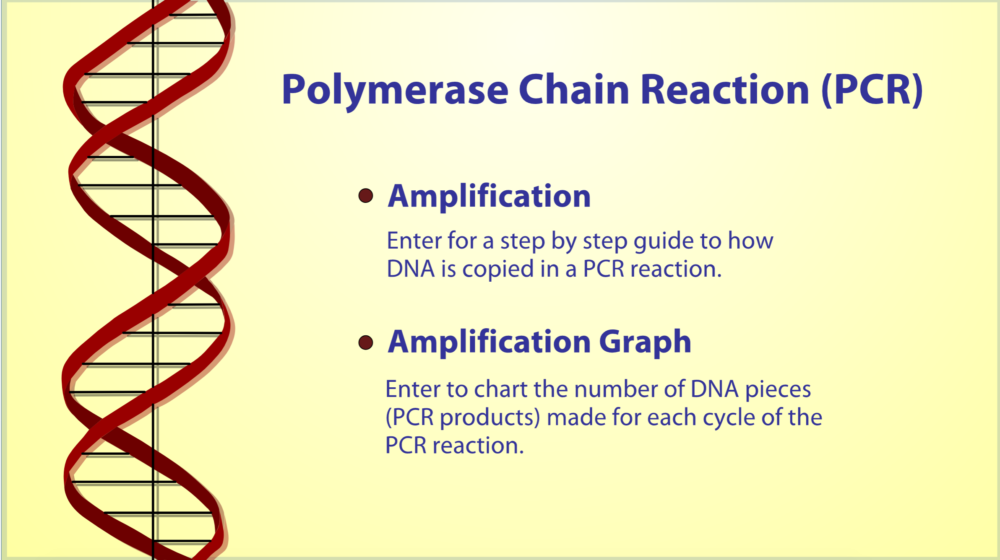 Polymerase Chain Reaction (PCR)
Amplification
Enter for a step by step guide to how
DNA is copied in a PCR reaction.
Amplification Graph
Enter to chart the number of DNA pieces
(PCR products) made for each cycle of the
PCR reaction.